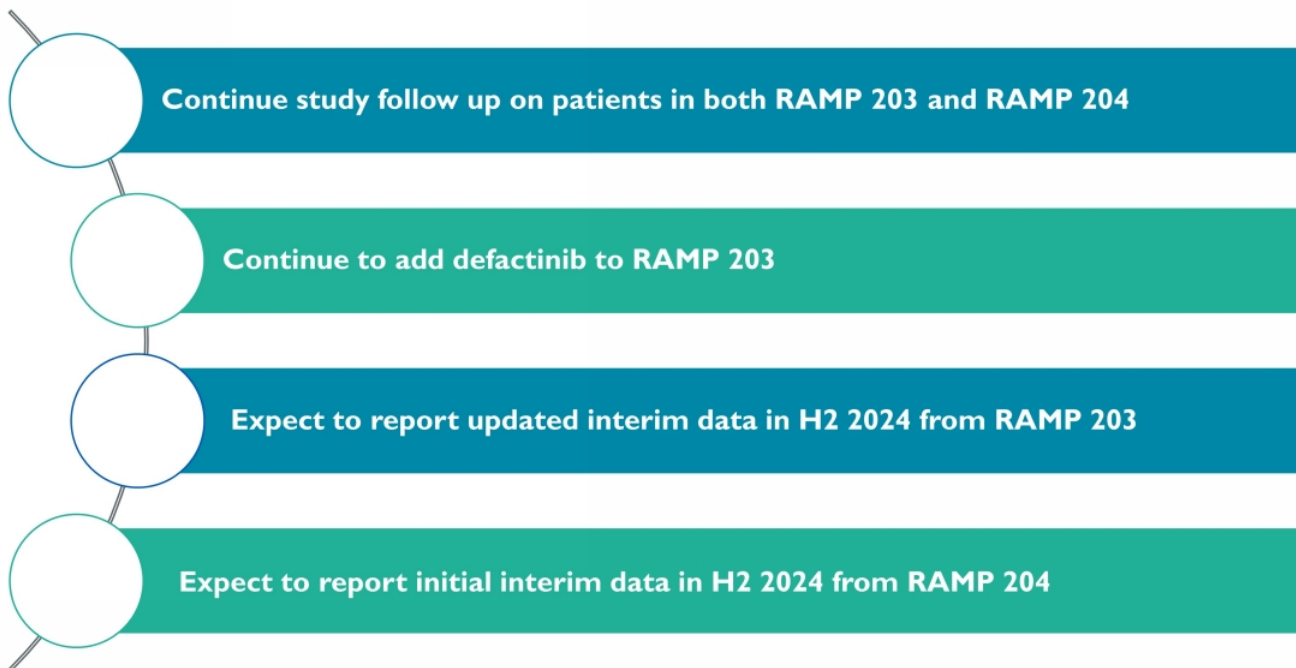 Continue study follow up on patients in both RAMP 203 and RAMP 204
Continue to add defactinib to RAMP 203
Expect to report updated interim data in H2 2024 from RAMP 203
Expect to report initial interim data in H2 2024 from RAMP 204